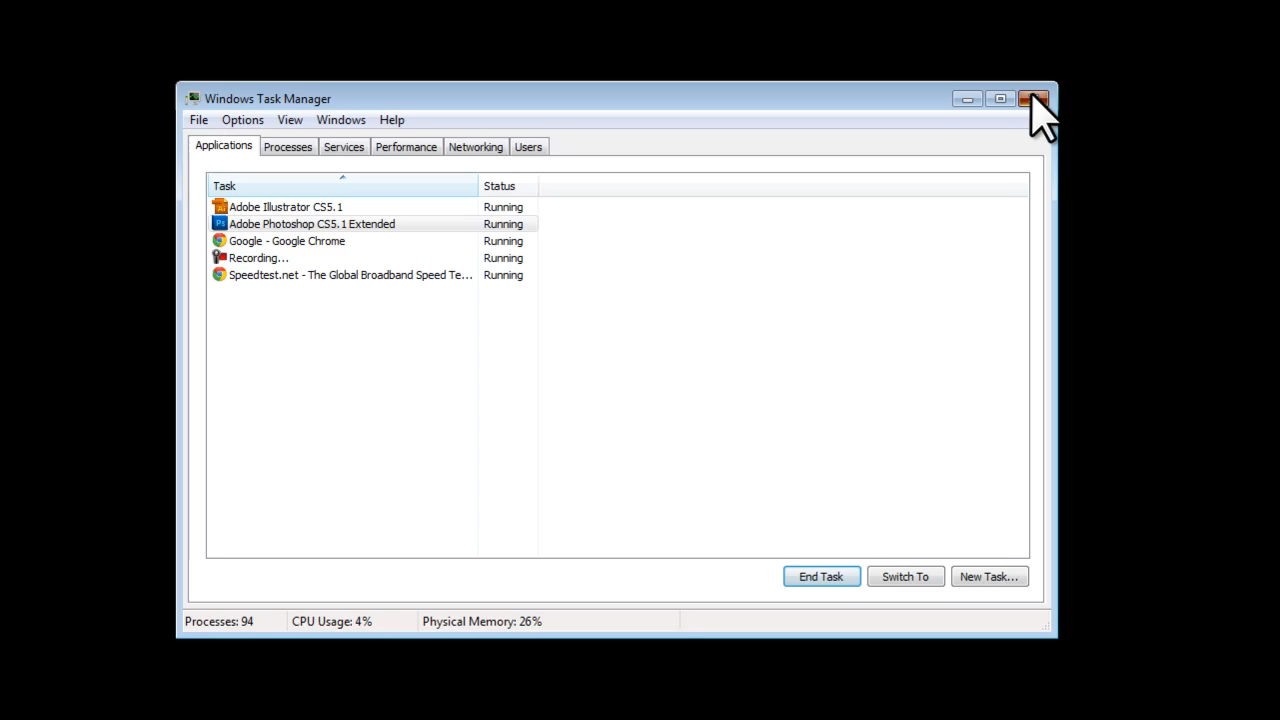 Windows Task Manager
File Options View Windows Help
Applications Processes Services Performance Networking Users
Task Status
Ai Adobe Illustrator CS5.1 Running
Ps Adobe Photoshop CS5.1 Extended Running
Google - Google Chrome Running
Recording... Running
Speedtest.net - The Global Broadband Speed Te... Running
End Task Switch To New Task...
Processes: 94 CPU Usage: 4% Physical Memory: 26%